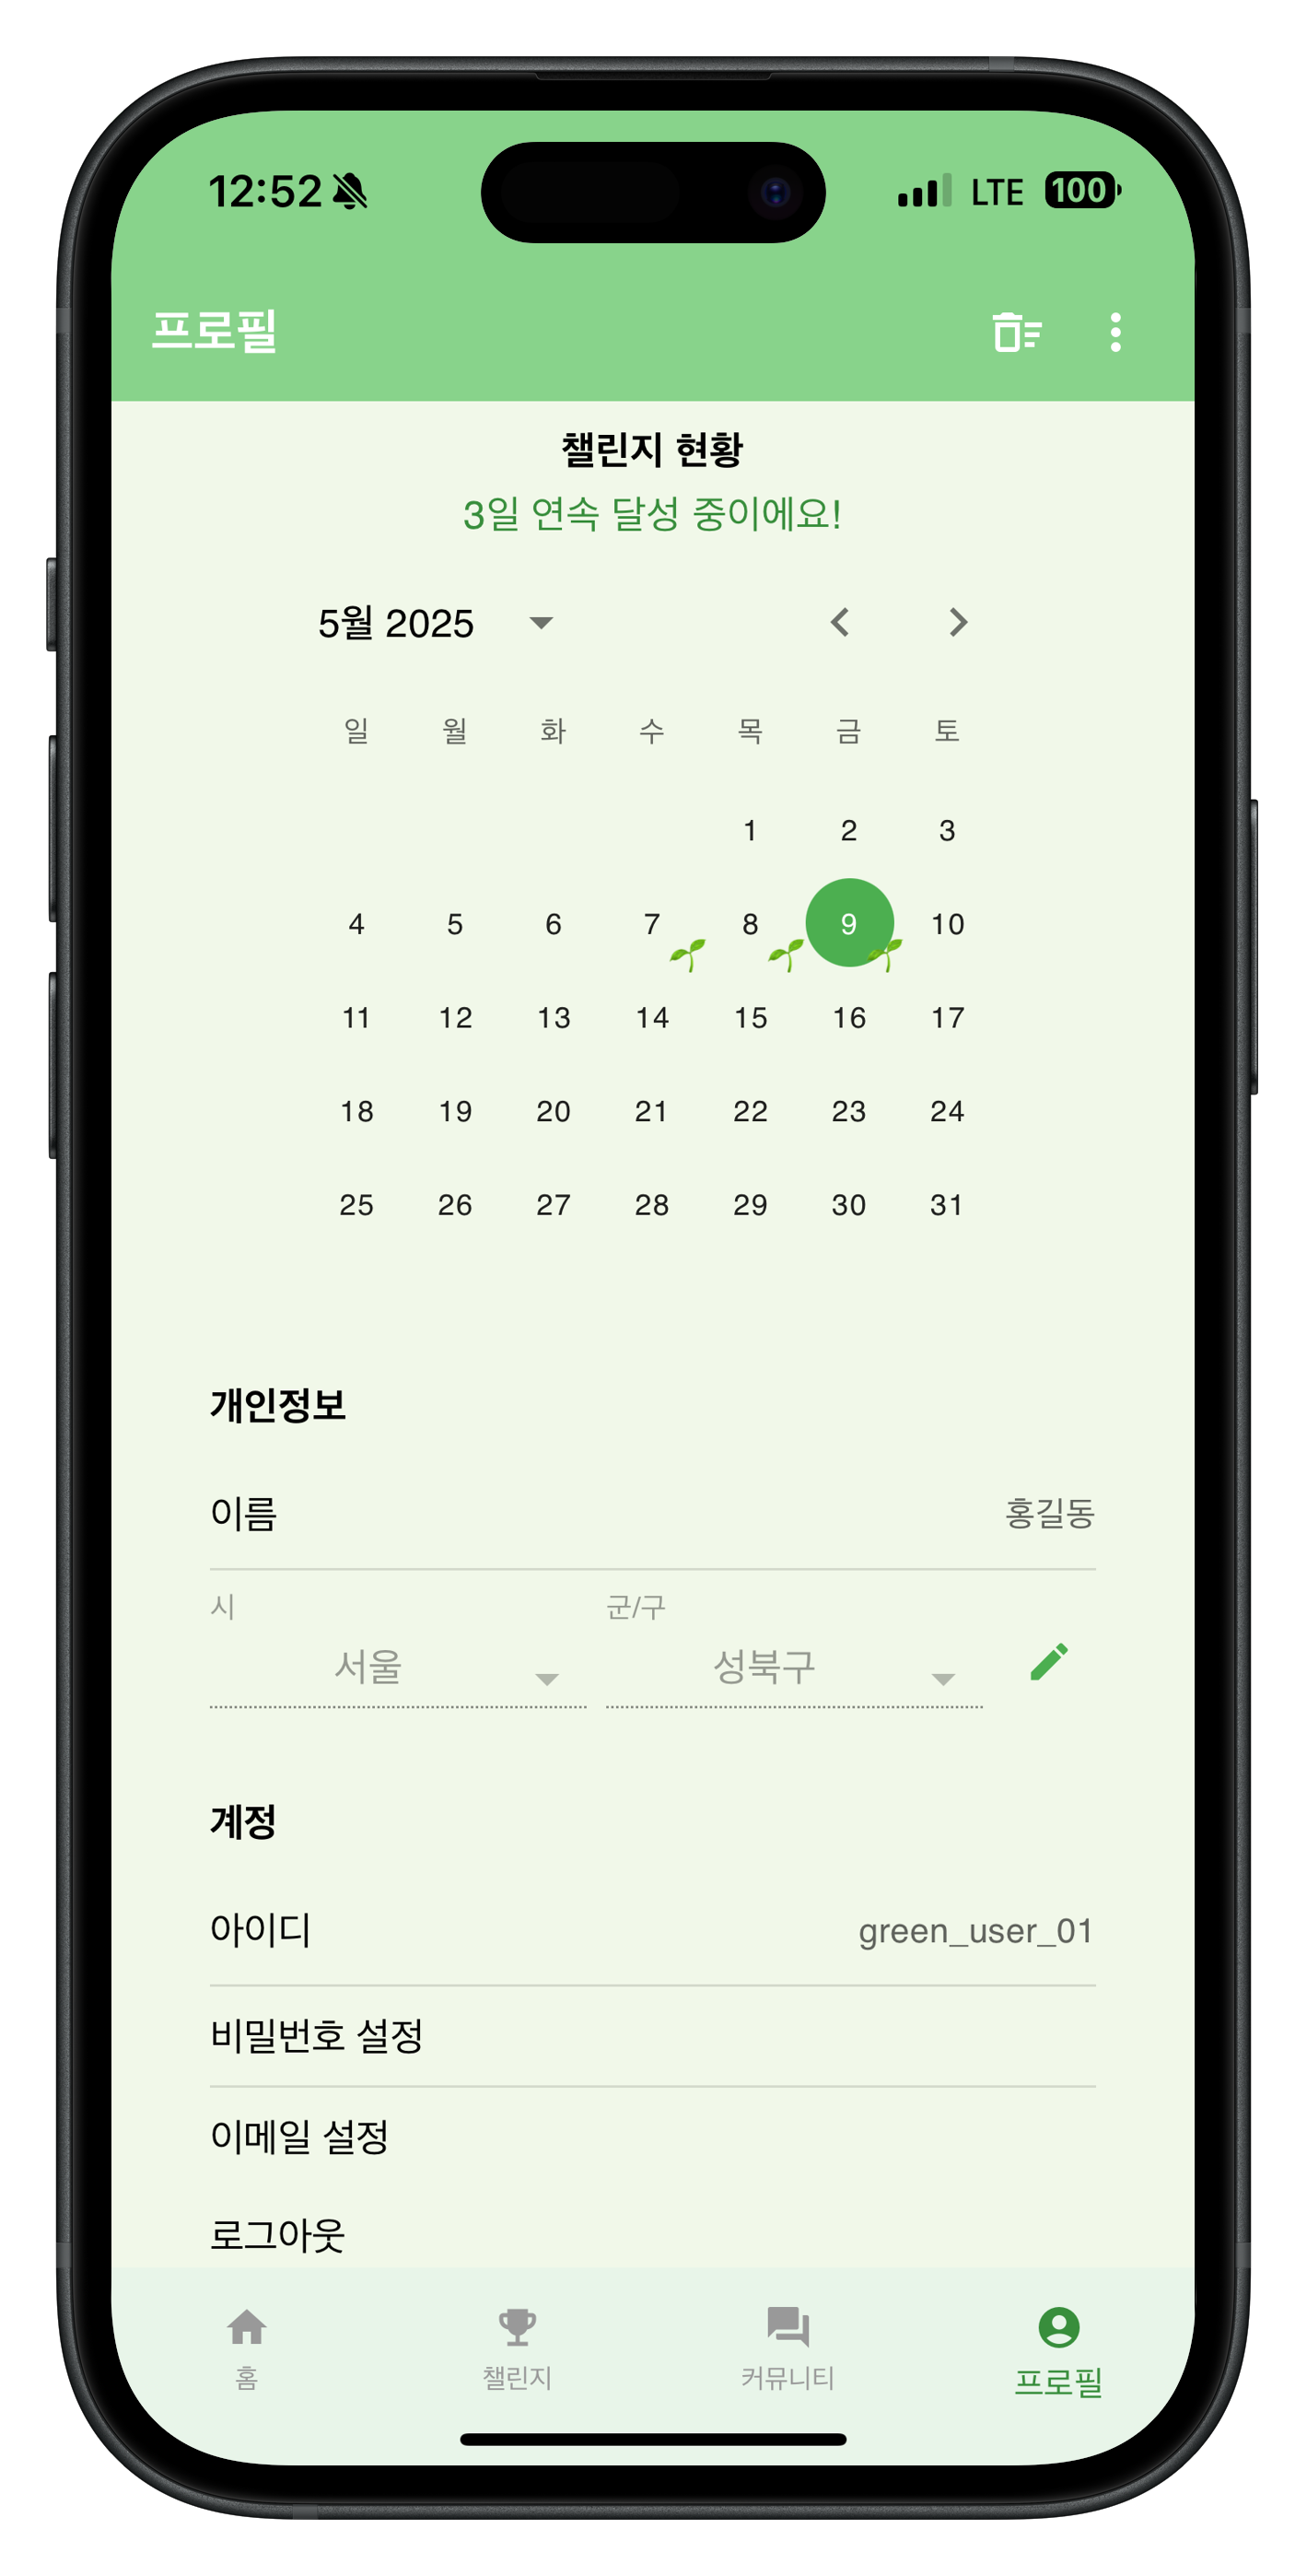 12:52 LTE 100
프로필
챌린지 현황
3일 연속 달성 중이에요!
5월 2025
일 월 화 수 목 금 토
1 2 3
4 5 6 7 8 9 10
11 12 13 14 15 16 17
18 19 20 21 22 23 24
25 26 27 28 29 30 31
개인정보
이름 홍길동
시 군/구
서울 성북구
계정
아이디 green_user_01
비밀번호 설정
이메일 설정
로그아웃
홈 챌린지 커뮤니티 프로필